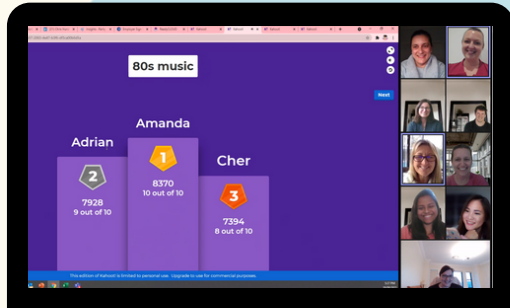 80s music
Next
Amanda
Adrian
Cher
1
2
3
8370
10 out of 10
7928
9 out of 10
7394
8 out of 10
This edition of Kahoot! is limited to personal use. Upgrade to use for commercial purposes